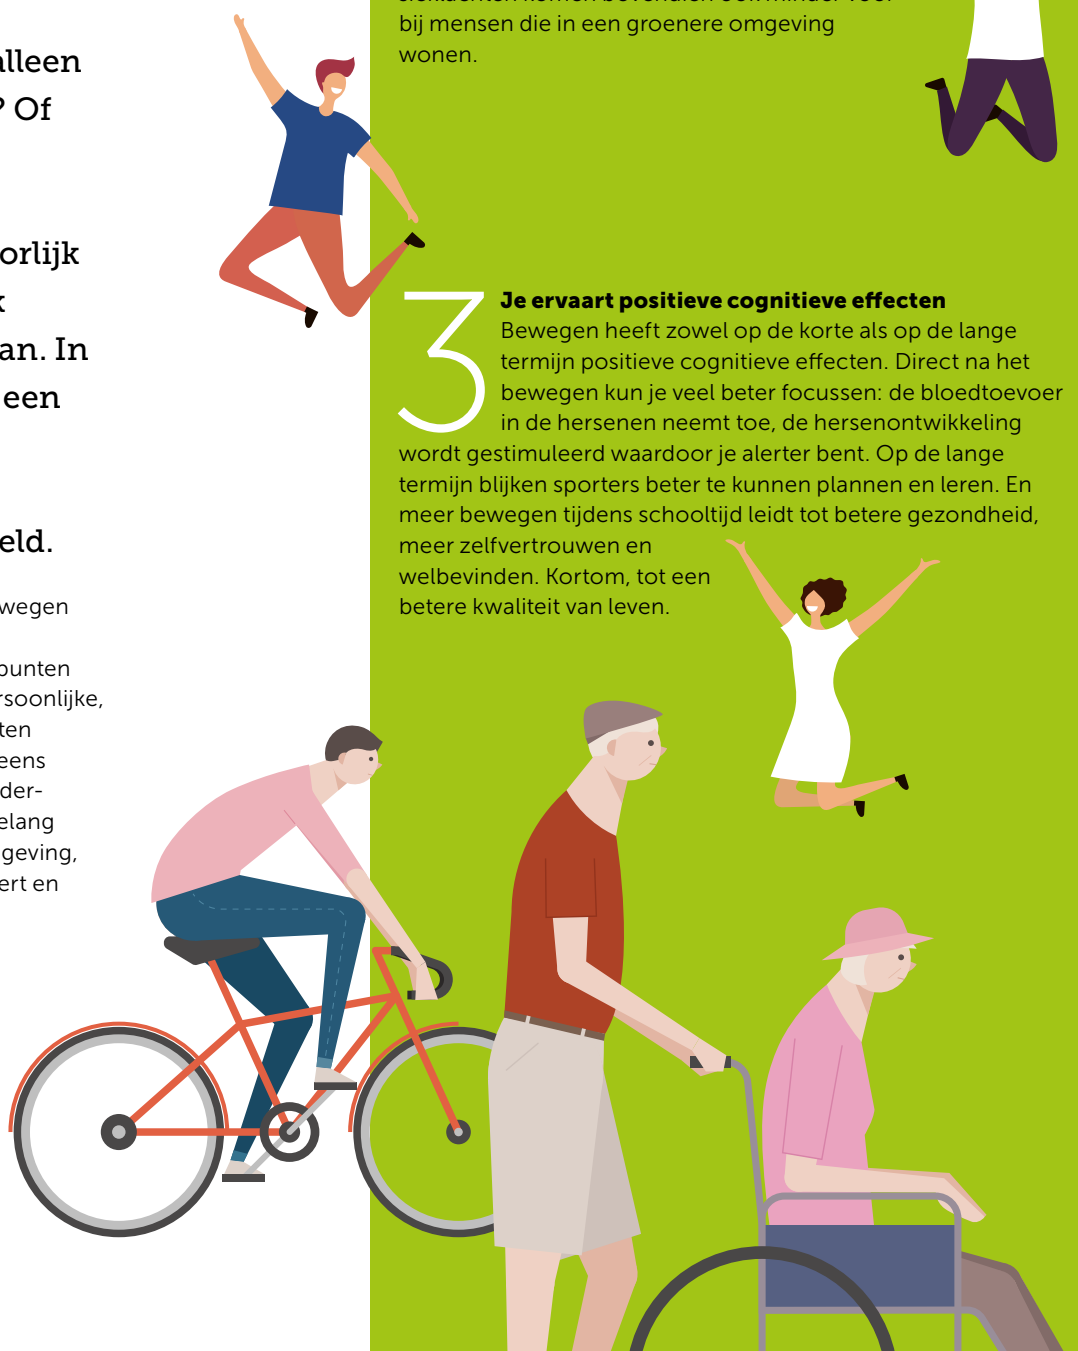 alleen
? Of
orlijk
k
an. In
een
eld.
wegen
punten
rsoonlijke,
ten
eens
der-
elang
geving,
ert en
bij mensen die in een groenere omgeving
wonen.
3
Je ervaart positieve cognitieve effecten
Bewegen heeft zowel op de korte als op de lange
termijn positieve cognitieve effecten. Direct na het
bewegen kun je veel beter focussen: de bloedtoevoer
in de hersenen neemt toe, de hersenontwikkeling
wordt gestimuleerd waardoor je alerter bent. Op de lange
termijn blijken sporters beter te kunnen plannen en leren. En
meer bewegen tijdens schooltijd leidt tot betere gezondheid,
meer zelfvertrouwen en
welbevinden. Kortom, tot een
betere kwaliteit van leven.